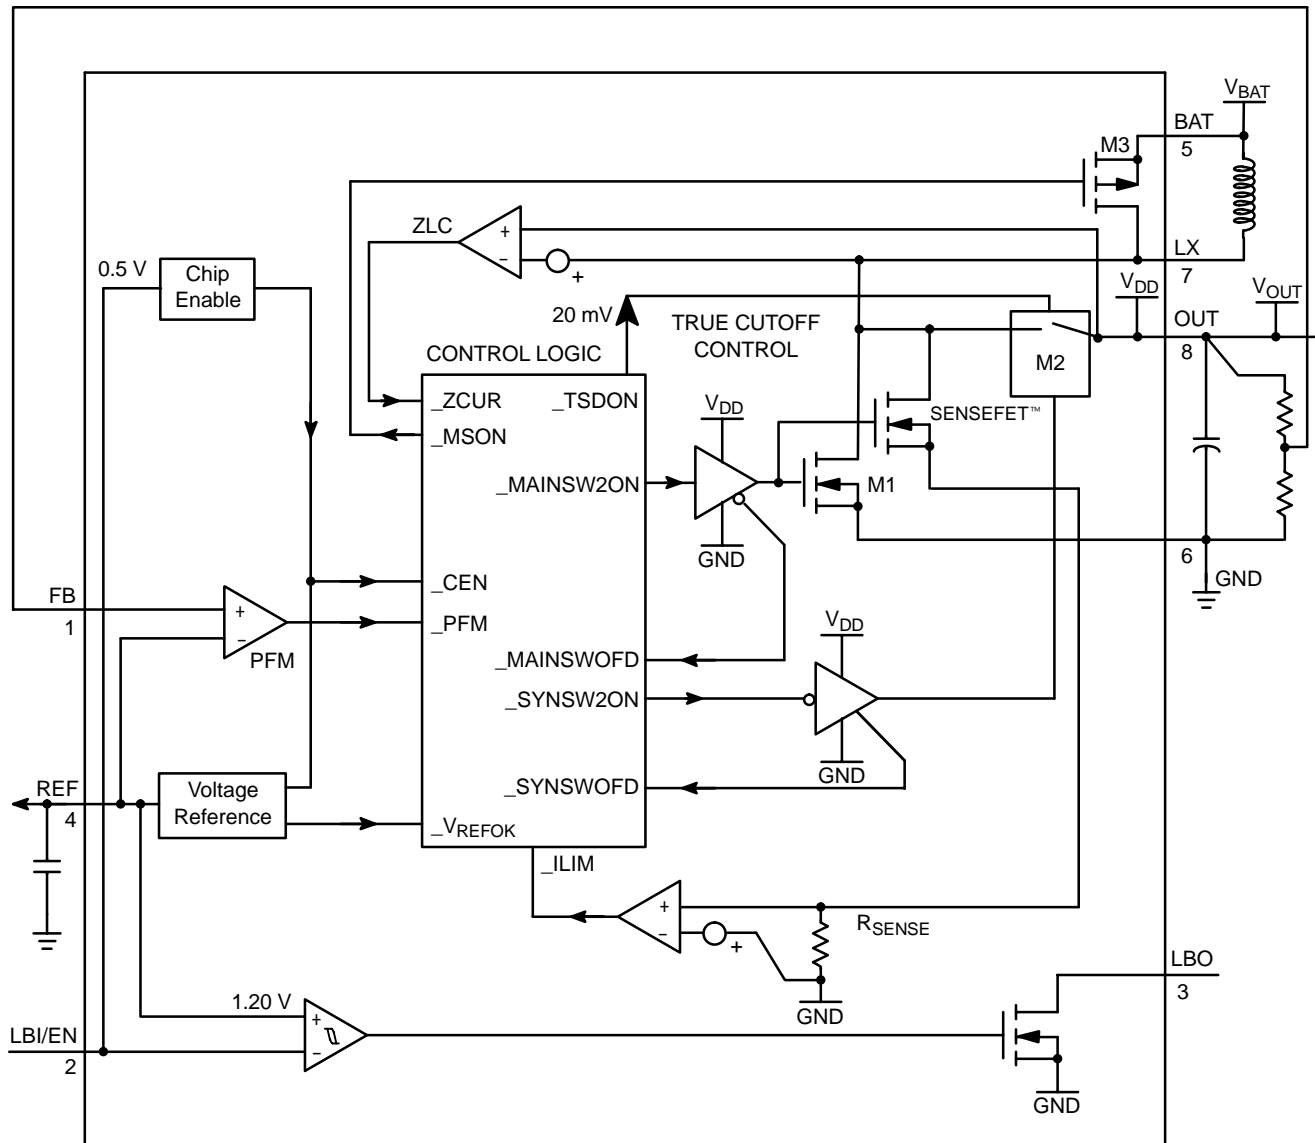 V_BAT
BAT
5
M3
ZLC
+
−
+
LX
7
0.5 V
Chip
Enable
20 mV
TRUE CUTOFF
CONTROL
V_DD
V_OUT
OUT
8
M2
CONTROL LOGIC
_ZCUR
_TSDON
_MSON
V_DD
SENSEFET™
_MAINSW2ON
M1
GND
6
GND
FB
1
+
−
PFM
_CEN
_PFM
_MAINSWOFD
V_DD
_SYNSW2ON
GND
_SYNSWOFD
REF
4
Voltage
Reference
_V_REFOK
_ILIM
+
−
+
R_SENSE
GND
LBO
3
1.20 V
+
−
LBI/EN
2
GND